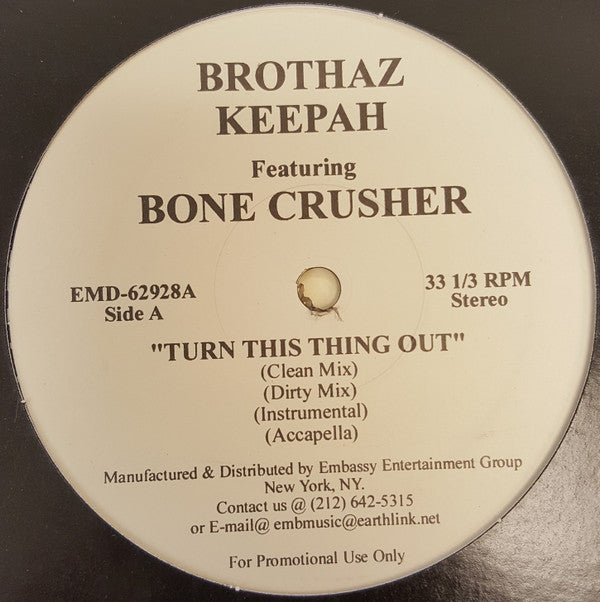 BROTHAZ
KEEPAH
Featuring
BONE CRUSHER
EMD-62928A
Side A
33 1/3 RPM
Stereo
"TURN THIS THING OUT"
(Clean Mix)
(Dirty Mix)
(Instrumental)
(Accapella)
Manufactured & Distributed by Embassy Entertainment Group
New York, NY.
Contact us @ (212) 642-5315
or E-mail@ embmusic@earthlink.net
For Promotional Use Only